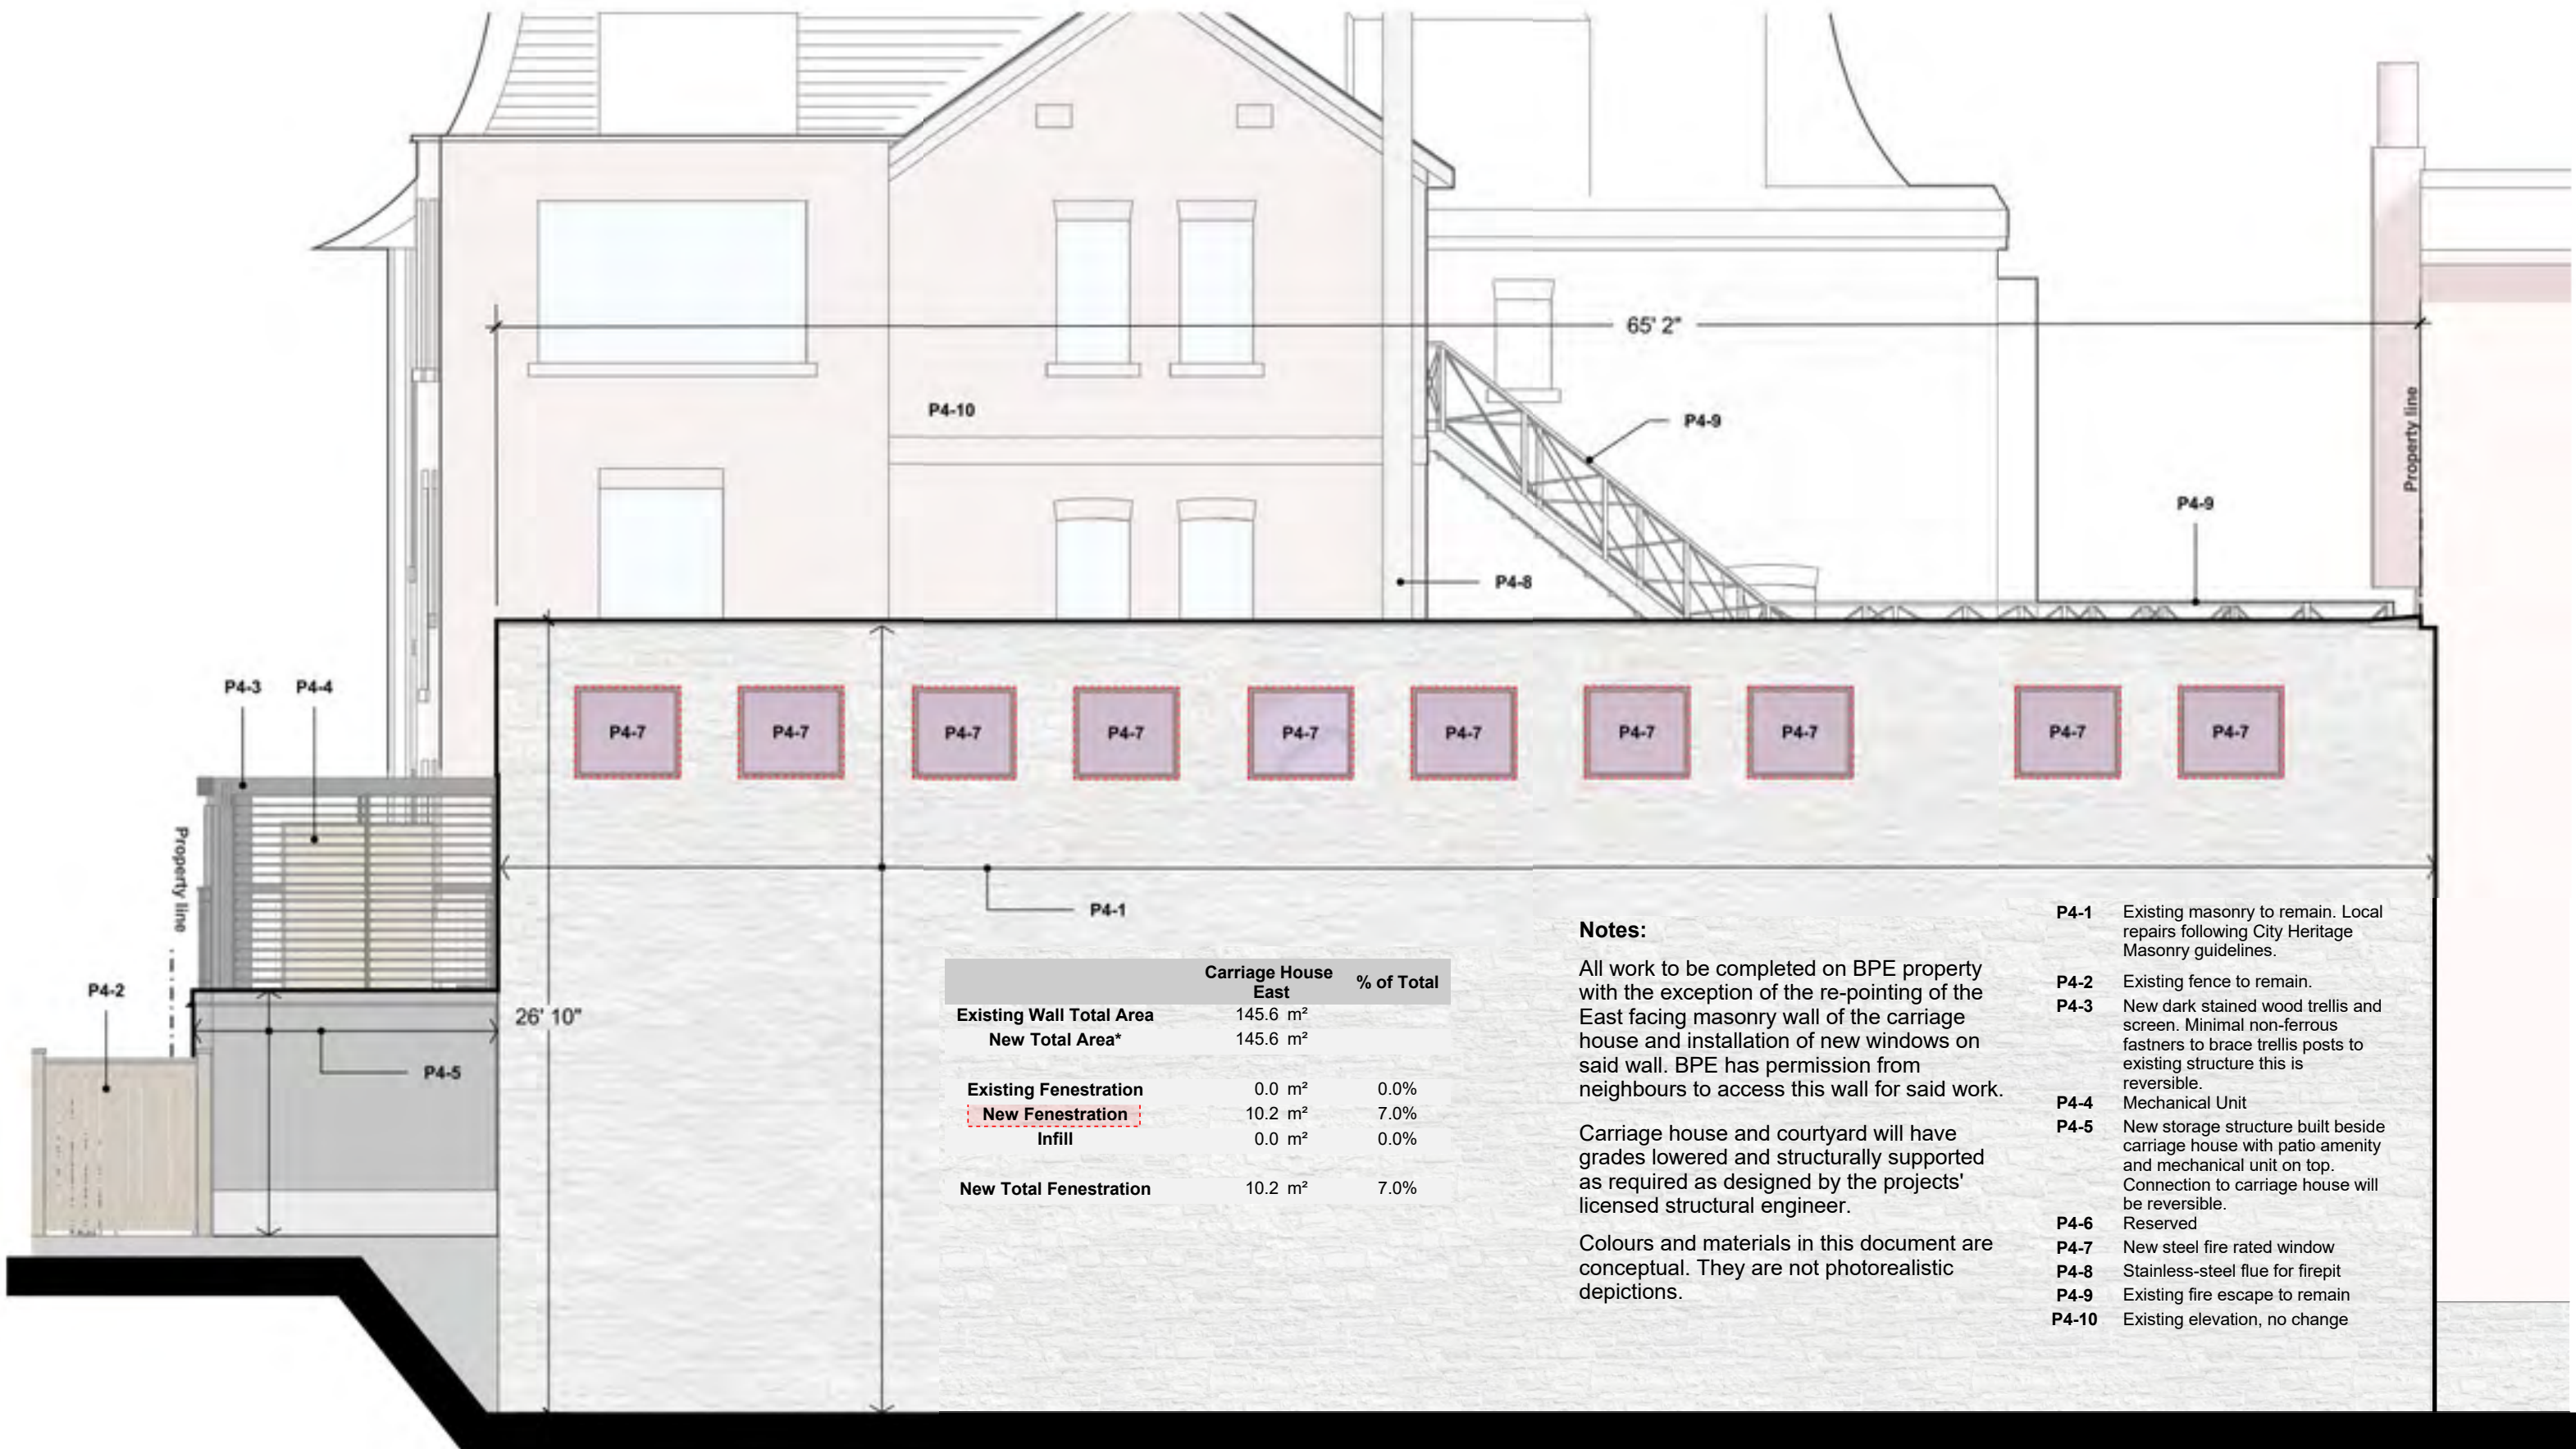 65' 2"
P4-10
P4-9
Property line
P4-9
P4-8
P4-3 P4-4
P4-7 P4-7 P4-7 P4-7 P4-7 P4-7 P4-7 P4-7 P4-7 P4-7
Property line
P4-1
P4-2
26' 10"
P4-5
Carriage House
East
% of Total
Existing Wall Total Area 145.6 m²
New Total Area* 145.6 m²
Existing Fenestration 0.0 m² 0.0%
New Fenestration 10.2 m² 7.0%
Infill 0.0 m² 0.0%
New Total Fenestration 10.2 m² 7.0%
Notes:
All work to be completed on BPE property
with the exception of the re-pointing of the
East facing masonry wall of the carriage
house and installation of new windows on
said wall. BPE has permission from
neighbours to access this wall for said work.
Carriage house and courtyard will have
grades lowered and structurally supported
as required as designed by the projects'
licensed structural engineer.
Colours and materials in this document are
conceptual. They are not photorealistic
depictions.
P4-1 Existing masonry to remain. Local
repairs following City Heritage
Masonry guidelines.
P4-2 Existing fence to remain.
P4-3 New dark stained wood trellis and
screen. Minimal non-ferrous
fastners to brace trellis posts to
existing structure this is
reversible.
P4-4 Mechanical Unit
P4-5 New storage structure built beside
carriage house with patio amenity
and mechanical unit on top.
Connection to carriage house will
be reversible.
P4-6 Reserved
P4-7 New steel fire rated window
P4-8 Stainless-steel flue for firepit
P4-9 Existing fire escape to remain
P4-10 Existing elevation, no change